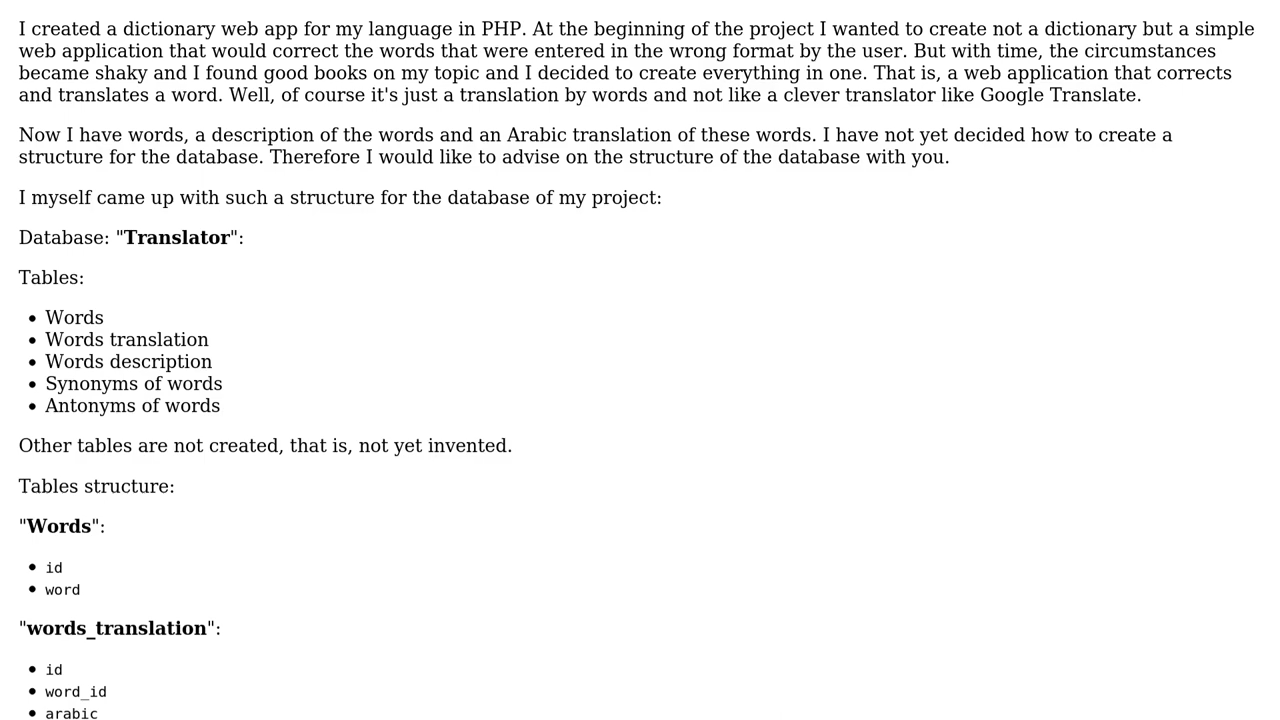 I created a dictionary web app for my language in PHP. At the beginning of the project I wanted to create not a dictionary but a simple
web application that would correct the words that were entered in the wrong format by the user. But with time, the circumstances
became shaky and I found good books on my topic and I decided to create everything in one. That is, a web application that corrects
and translates a word. Well, of course it's just a translation by words and not like a clever translator like Google Translate.
Now I have words, a description of the words and an Arabic translation of these words. I have not yet decided how to create a
structure for the database. Therefore I would like to advise on the structure of the database with you.
I myself came up with such a structure for the database of my project:
Database: "Translator":
Tables:
• Words
• Words translation
• Words description
• Synonyms of words
• Antonyms of words
Other tables are not created, that is, not yet invented.
Tables structure:
"Words":
• id
• word
"words_translation":
• id
• word_id
• arabic